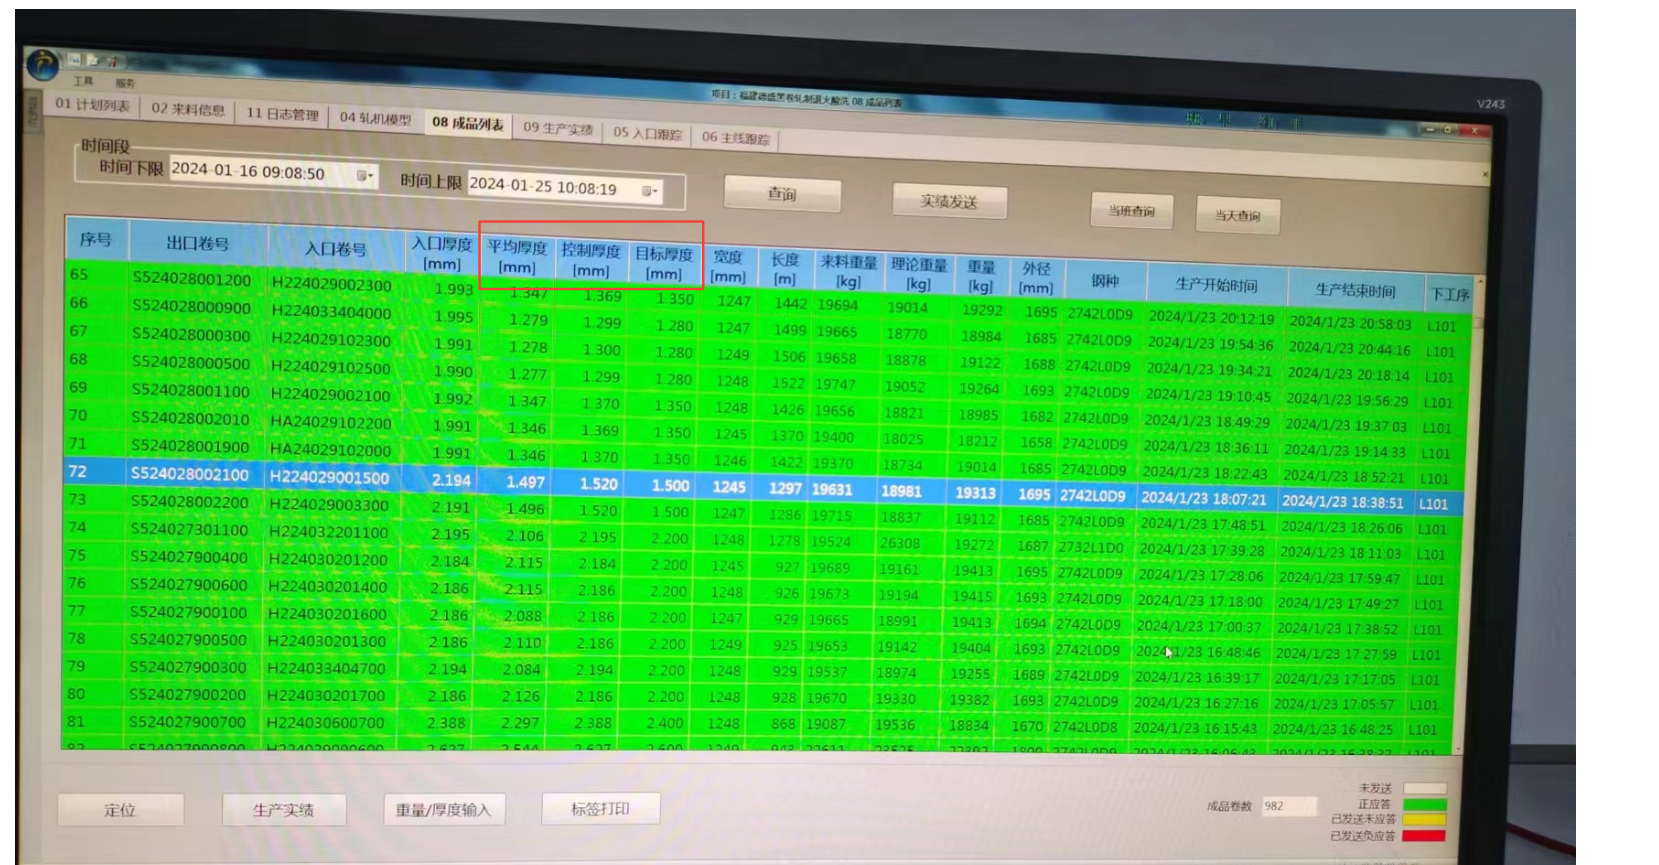 工具 服务
项目：福建德盛黑卷轧制退火酸洗 08 成品列表
V243
01 计划列表 02 来料信息 11 日志管理 04 轧机模型 08 成品列表 09 生产实绩 05 入口跟踪 06 主线跟踪
时间段
时间下限 2024-01-16 09:08:50 时间上限 2024-01-25 10:08:19 查询 实绩发送 当班查询 当天查询
序号 出口卷号 入口卷号 入口厚度 [mm] 平均厚度 [mm] 控制厚度 [mm] 目标厚度 [mm] 宽度 [mm] 长度 [m] 来料重量 [kg] 理论重量 [kg] 重量 [kg] 外径 [mm] 钢种 生产开始时间 生产结束时间 下工序
65 S524028001200 H224029002300 1.993 1.347 1.369 1.350 1247 1442 19694 19014 19292 1695 2742L0D9 2024/1/23 20:12:19 2024/1/23 20:58:03 L101
66 S524028000900 H224033404000 1.995 1.279 1.299 1.280 1247 1499 19665 18770 18984 1685 2742L0D9 2024/1/23 19:54:36 2024/1/23 20:44:16 L101
67 S524028000300 H224029102300 1.991 1.278 1.300 1.280 1249 1506 19658 18878 19122 1688 2742L0D9 2024/1/23 19:34:21 2024/1/23 20:18:14 L101
68 S524028000500 H224029102500 1.990 1.277 1.299 1.280 1248 1522 19747 19052 19264 1693 2742L0D9 2024/1/23 19:10:45 2024/1/23 19:56:29 L101
69 S524028001100 H224029002100 1.992 1.347 1.370 1.350 1248 1426 19656 18821 18985 1682 2742L0D9 2024/1/23 18:49:29 2024/1/23 19:37:03 L101
70 S524028002010 HA24029102200 1.991 1.346 1.369 1.350 1245 1370 19400 18025 18212 1658 2742L0D9 2024/1/23 18:36:11 2024/1/23 19:14:33 L101
71 S524028001900 HA24029102000 1.991 1.346 1.370 1.350 1246 1422 19370 18734 19014 1685 2742L0D9 2024/1/23 18:22:43 2024/1/23 18:52:21 L101
72 S524028002100 H224029001500 2.194 1.497 1.520 1.500 1245 1297 19631 18981 19313 1695 2742L0D9 2024/1/23 18:07:21 2024/1/23 18:38:51 L101
73 S524028002200 H224029003300 2.191 1.496 1.520 1.500 1247 1286 19715 18837 19112 1685 2742L0D9 2024/1/23 17:48:51 2024/1/23 18:26:06 L101
74 S524027301100 H224032201100 2.195 2.106 2.195 2.200 1248 1278 19524 26308 19272 1687 2732L1D0 2024/1/23 17:39:28 2024/1/23 18:11:03 L101
75 S524027900400 H224030201200 2.184 2.115 2.184 2.200 1245 927 19689 19161 19413 1695 2742L0D9 2024/1/23 17:28:06 2024/1/23 17:59:47 L101
76 S524027900600 H224030201400 2.186 2.115 2.186 2.200 1248 926 19673 19194 19415 1693 2742L0D9 2024/1/23 17:18:00 2024/1/23 17:49:27 L101
77 S524027900100 H224030201600 2.186 2.088 2.186 2.200 1247 929 19665 18991 19413 1694 2742L0D9 2024/1/23 17:00:37 2024/1/23 17:38:52 L101
78 S524027900500 H224030201300 2.186 2.110 2.186 2.200 1249 925 19653 19142 19404 1693 2742L0D9 2024/1/23 16:48:46 2024/1/23 17:27:59 L101
79 S524027900300 H224033404700 2.194 2.084 2.194 2.200 1248 929 19537 18974 19255 1689 2742L0D9 2024/1/23 16:39:17 2024/1/23 17:17:05 L101
80 S524027900200 H224030201700 2.186 2.126 2.186 2.200 1248 928 19670 19330 19382 1693 2742L0D9 2024/1/23 16:27:16 2024/1/23 17:05:57 L101
81 S524027900700 H224030600700 2.388 2.297 2.388 2.400 1248 868 19087 19536 18834 1670 2742L0D8 2024/1/23 16:15:43 2024/1/23 16:48:25 L101
定位 生产实绩 重量/厚度输入 标签打印
成品卷数 982
未发送
正应答
已发送未应答
已发送负应答